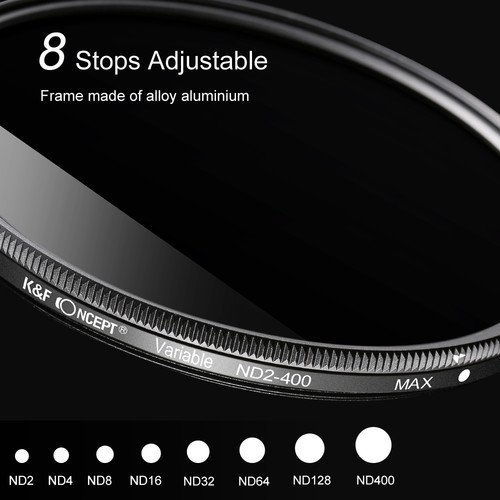 8 Stops Adjustable
Frame made of alloy aluminium
K&F CONCEPT®
Variable
ND2-400
MAX
ND2 ND4 ND8 ND16 ND32 ND64 ND128 ND400